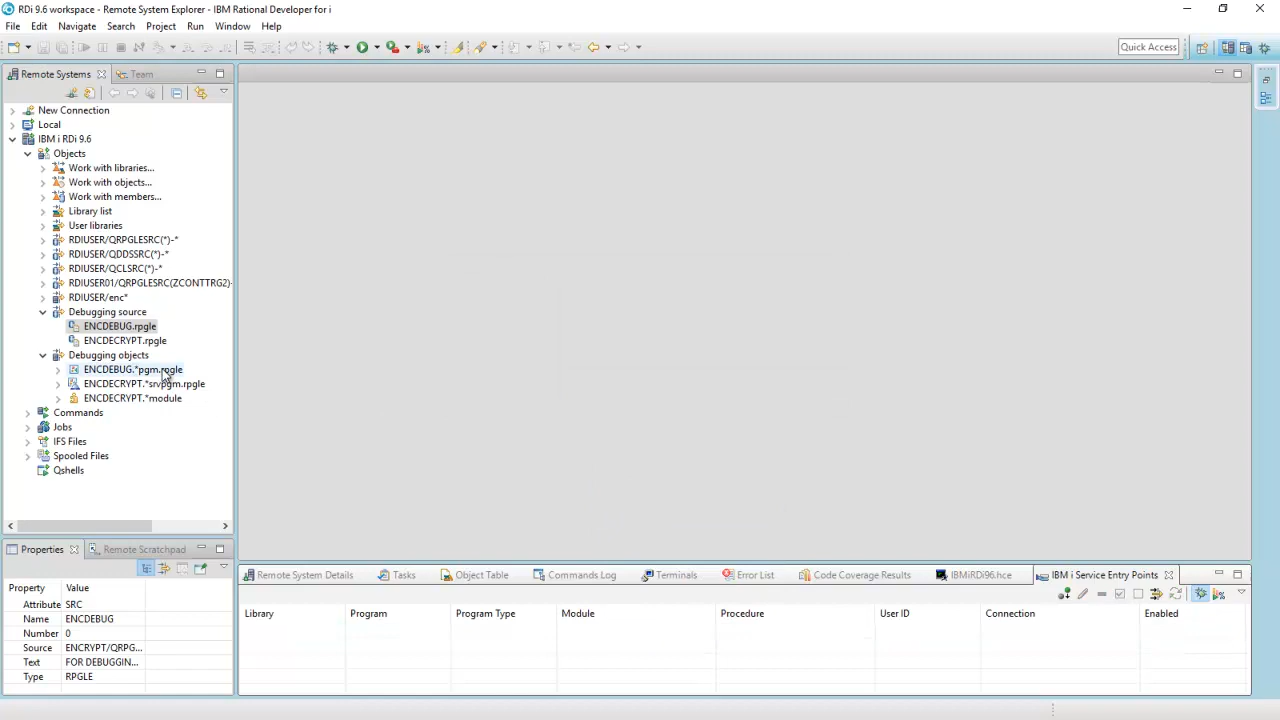 RDi 9.6 workspace - Remote System Explorer - IBM Rational Developer for i
File Edit Navigate Search Project Run Window Help
Quick Access
Remote Systems Team
New Connection
Local
IBM i RDi 9.6
Objects
Work with libraries...
Work with objects...
Work with members...
Library list
User libraries
RDIUSER/QRPGLESRC(*)-*
RDIUSER/QDDSSRC(*)-*
RDIUSER/QCLSRC(*)-*
RDIUSER01/QRPGLESRC(ZCONTTRG2)-
RDIUSER/enc*
Debugging source
ENCDEBUG.rpgle
ENCDECRYPT.rpgle
Debugging objects
ENCDEBUG.*pgm.rpgle
ENCDECRYPT.*srvpgm.rpgle
ENCDECRYPT.*module
Commands
Jobs
IFS Files
Spooled Files
Qshells
Properties Remote Scratchpad
Property Value
Attribute SRC
Name ENCDEBUG
Number 0
Source ENCRYPT/QRPG...
Text FOR DEBUGGIN...
Type RPGLE
Remote System Details Tasks Object Table Commands Log Terminals Error List Code Coverage Results IBMiRDi96.hce IBM i Service Entry Points
Library Program Program Type Module Procedure User ID Connection Enabled